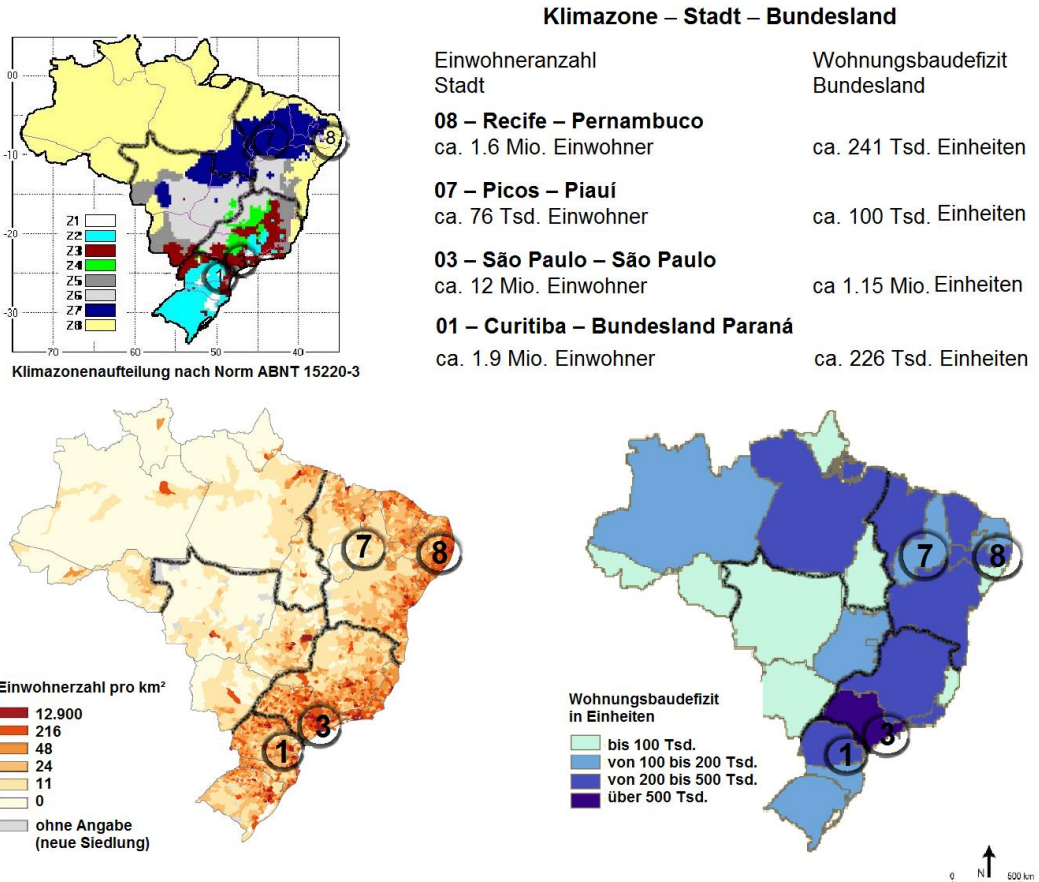 Klimazone – Stadt – Bundesland
Einwohneranzahl
Stadt
Wohnungsbaudefizit
Bundesland
08 – Recife – Pernambuco
ca. 1.6 Mio. Einwohner
ca. 241 Tsd. Einheiten
07 – Picos – Piauí
ca. 76 Tsd. Einwohner
ca. 100 Tsd. Einheiten
03 – São Paulo – São Paulo
ca. 12 Mio. Einwohner
ca 1.15 Mio. Einheiten
01 – Curitiba – Bundesland Paraná
ca. 1.9 Mio. Einwohner
ca. 226 Tsd. Einheiten
00
-10
-20
-30
70
60
50
40
7
8
1
Z1
Z2
Z3
Z4
Z5
Z6
Z7
Z8
Klimazonenaufteilung nach Norm ABNT 15220-3
7
8
3
1
Einwohnerzahl pro km²
12.900
216
48
24
11
0
ohne Angabe
(neue Siedlung)
7
8
3
1
Wohnungsbaudefizit
in Einheiten
bis 100 Tsd.
von 100 bis 200 Tsd.
von 200 bis 500 Tsd.
über 500 Tsd.
0 N 500 km